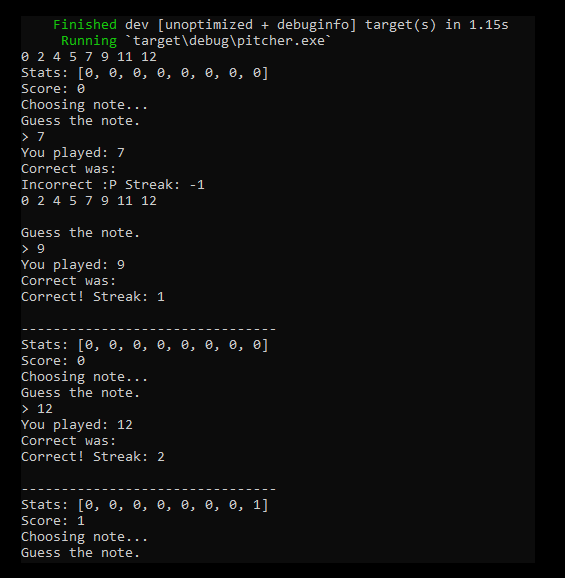 Finished dev [unoptimized + debuginfo] target(s) in 1.15s
Running `target\debug\pitcher.exe`
0 2 4 5 7 9 11 12
Stats: [0, 0, 0, 0, 0, 0, 0, 0]
Score: 0
Choosing note...
Guess the note.
> 7
You played: 7
Correct was:
Incorrect :P Streak: -1
0 2 4 5 7 9 11 12
Guess the note.
> 9
You played: 9
Correct was:
Correct! Streak: 1
--------------------------------
Stats: [0, 0, 0, 0, 0, 0, 0, 0]
Score: 0
Choosing note...
Guess the note.
> 12
You played: 12
Correct was:
Correct! Streak: 2
--------------------------------
Stats: [0, 0, 0, 0, 0, 0, 0, 1]
Score: 1
Choosing note...
Guess the note.